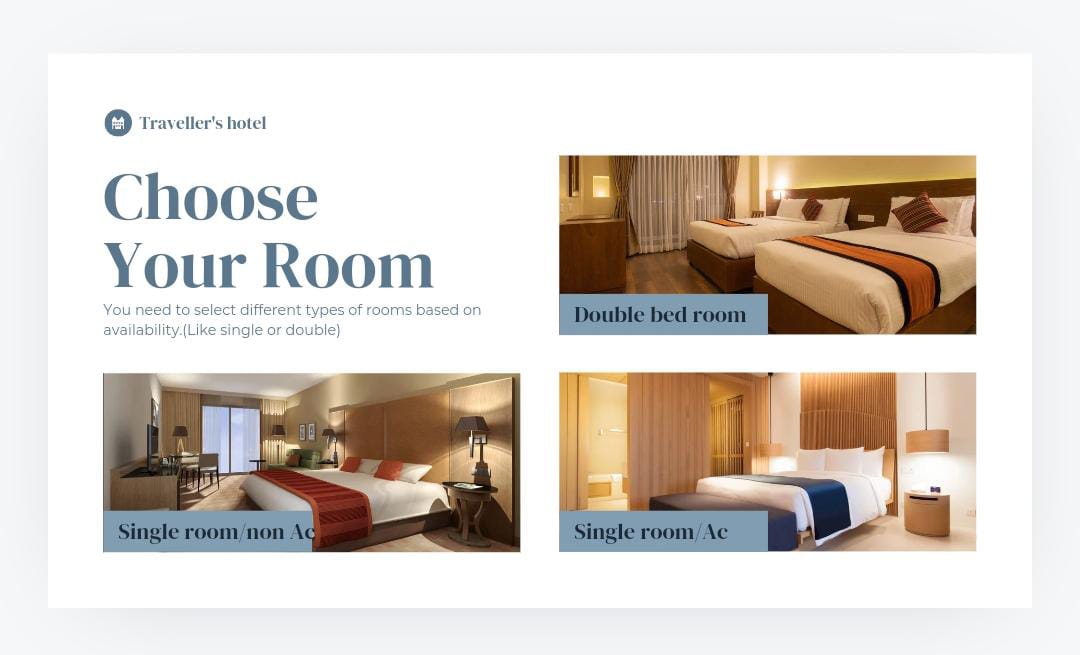 Traveller's hotel
Choose
Your Room
You need to select different types of rooms based on
availability.(Like single or double)
Double bed room
Single room/non Ac
Single room/Ac